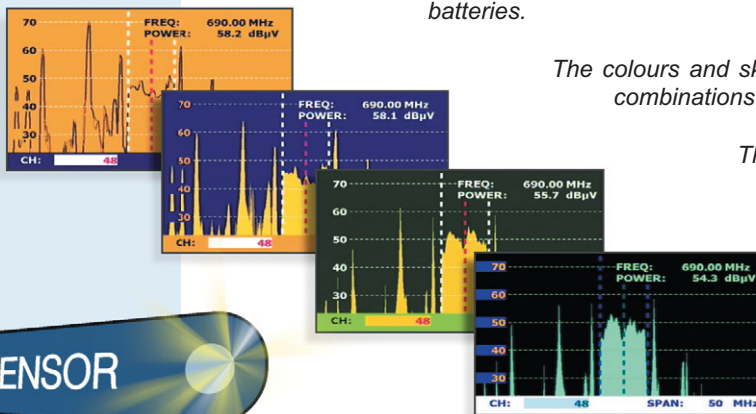 batteries.
The colours and sk
combinations
Th
70
60
50
40
30
FREQ: 690.00 MHz
POWER: 58.2 dBµV
CH: 48
70
60
50
40
30
FREQ: 690.00 MHz
POWER: 58.1 dBµV
CH: 48
70
60
50
40
30
FREQ: 690.00 MHz
POWER: 55.7 dBµV
CH: 48
70
60
50
40
30
FREQ: 690.00 MHz
POWER: 54.3 dBµV
CH: 48 SPAN: 50 MHz
ENSOR